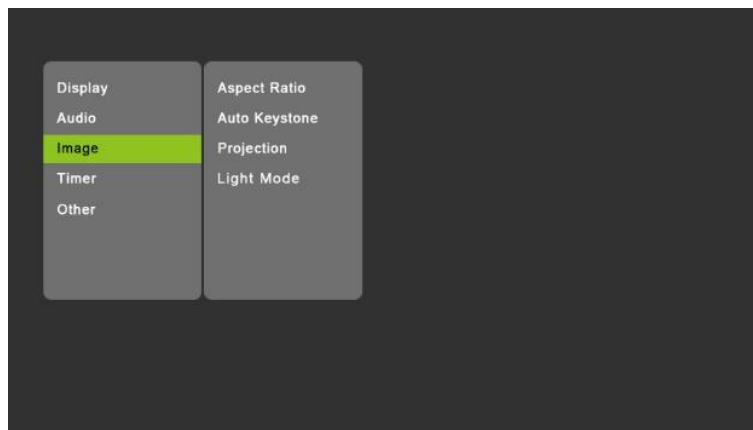 Display
Audio
Image
Timer
Other
Aspect Ratio
Auto Keystone
Projection
Light Mode